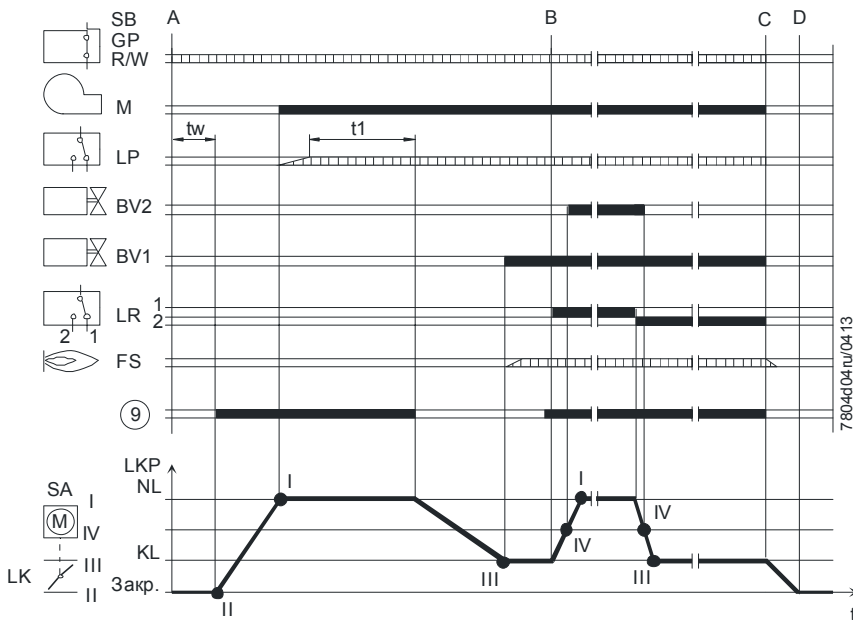 SB A B C D
GP
R/W
M
tw t1
LP
BV2
BV1
LR 1
2
2 1
FS
9
LKP
NL I I
SA I
M IV IV IV
KL
LK III III III
Закр.
II II
t
7804d04ru/0413